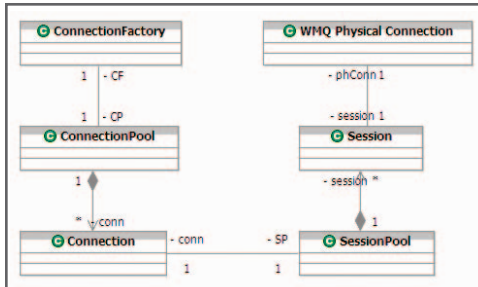 ConnectionFactory
WMQ Physical Connection
1 - CF
- phConn 1
1 - CP
- session 1
ConnectionPool
Session
1
- session *
* - conn
1
Connection
- conn
- SP
SessionPool
1
1